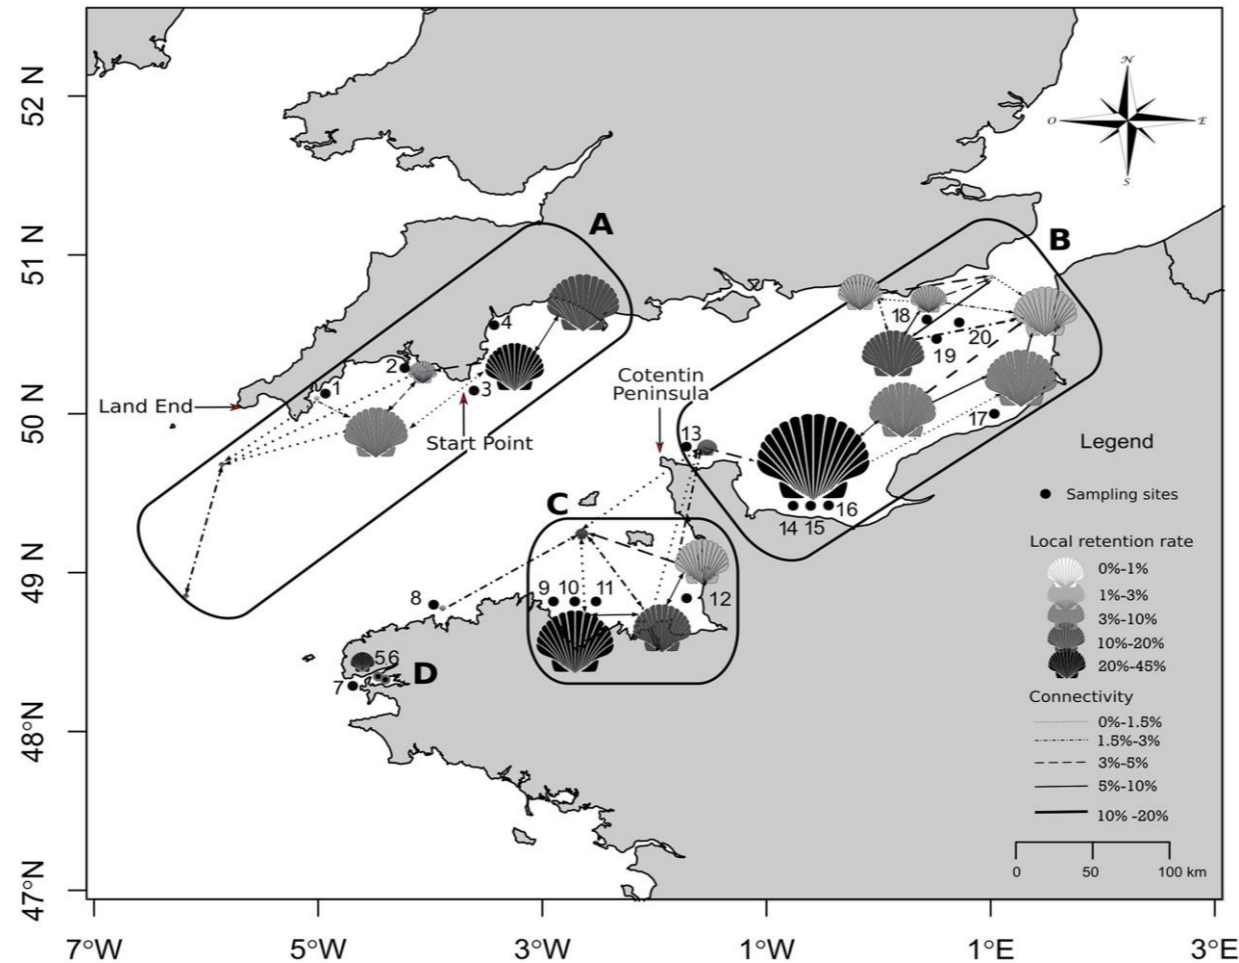 52 N
51 N
50 N
49 N
48°N
47°N
7°W
5°W
3°W
1°W
1°E
3°E
N
O
E
S
A
B
C
D
Land End
Start Point
Cotentin
Peninsula
1
2
3
4
56
7
8
9 10 11
12
13
14 15
16
17
18
19
20
Legend
Sampling sites
Local retention rate
0%-1%
1%-3%
3%-10%
10%-20%
20%-45%
Connectivity
0%-1.5%
1.5%-3%
3%-5%
5%-10%
10% -20%
0 50 100 km